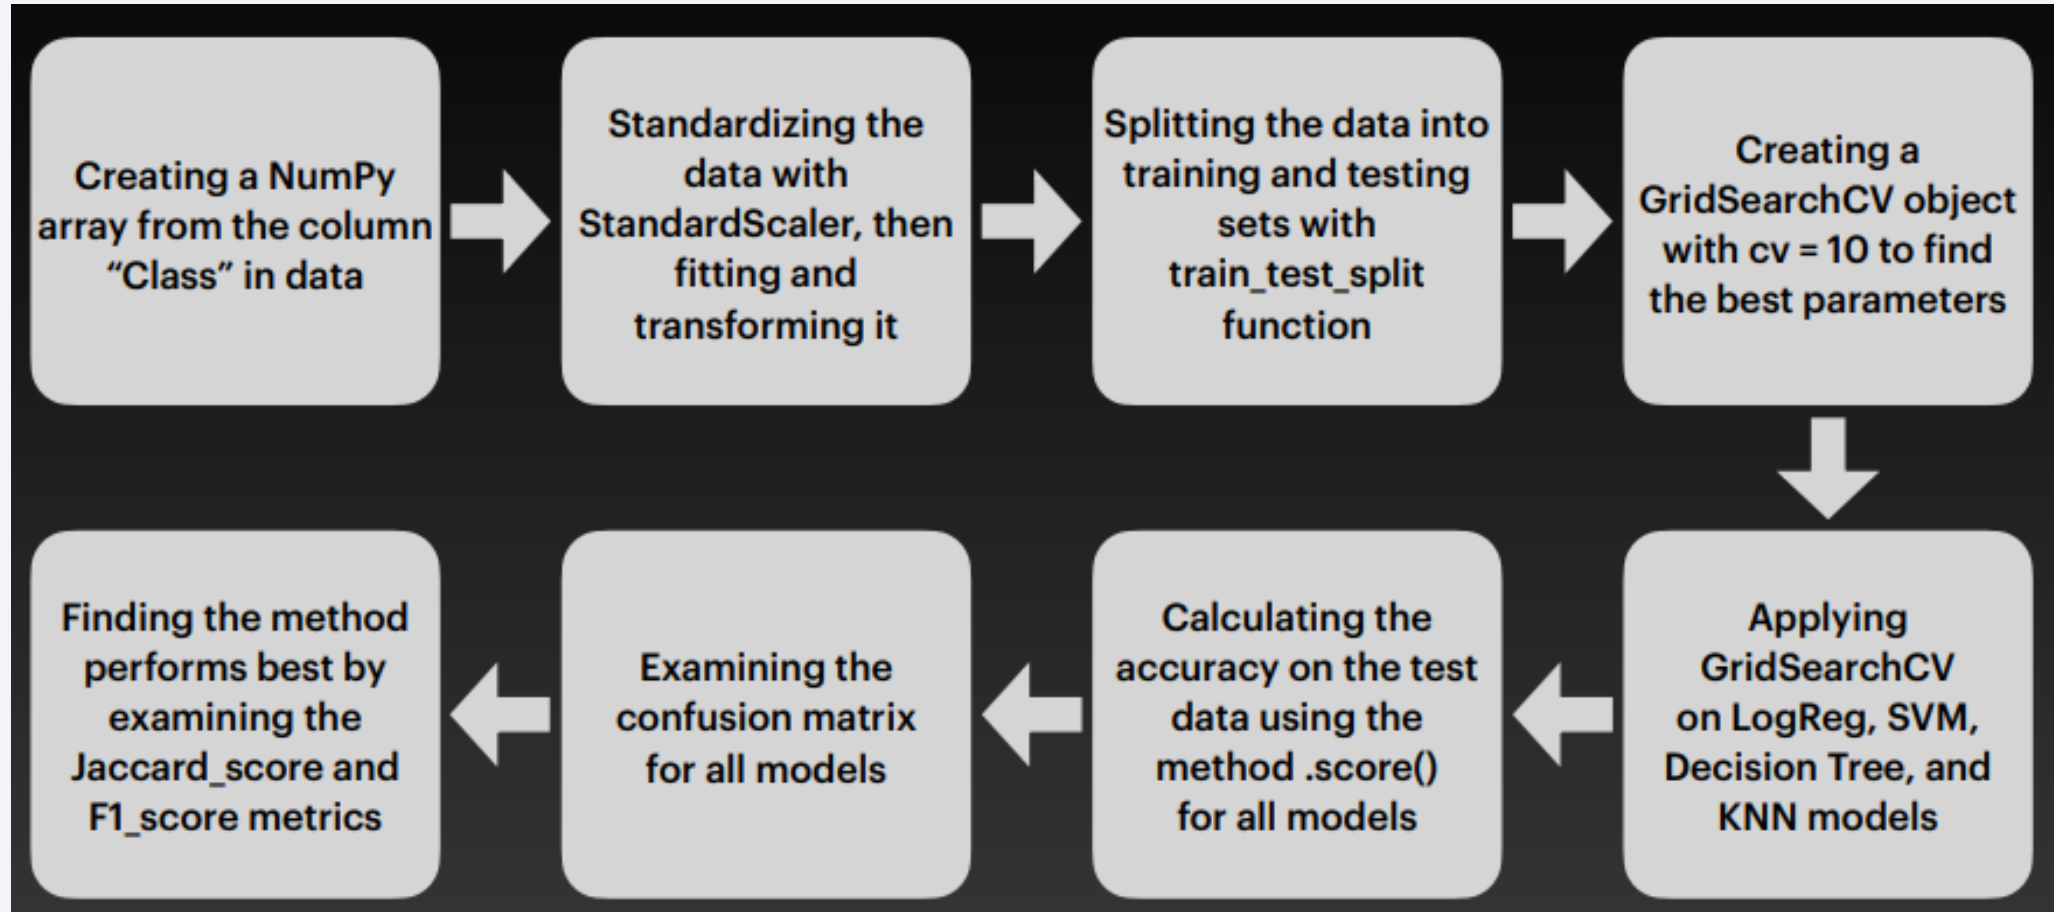 Creating a NumPy
array from the column
“Class” in data
Standardizing the
data with
StandardScaler, then
fitting and
transforming it
Splitting the data into
training and testing
sets with
train_test_split
function
Creating a
GridSearchCV object
with cv = 10 to find
the best parameters
Applying
GridSearchCV
on LogReg, SVM,
Decision Tree, and
KNN models
Calculating the
accuracy on the test
data using the
method .score()
for all models
Examining the
confusion matrix
for all models
Finding the method
performs best by
examining the
Jaccard_score and
F1_score metrics